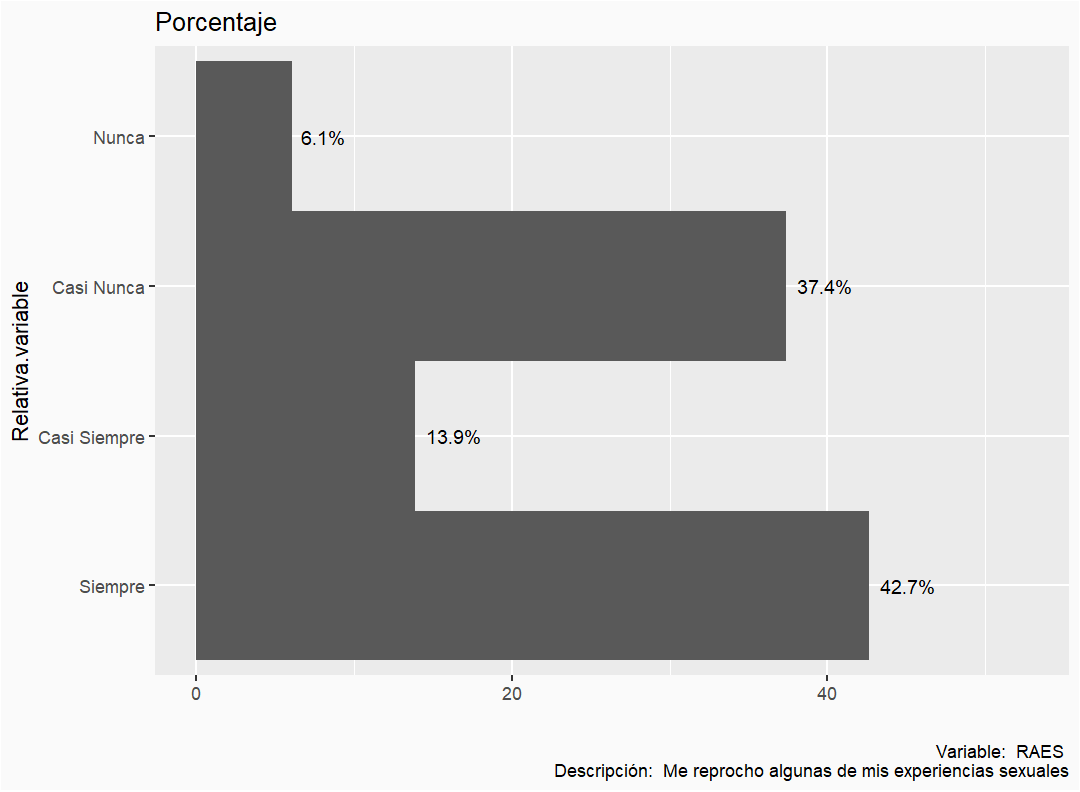 Porcentaje
Relativa.variable
Nunca
6.1%
Casi Nunca
37.4%
Casi Siempre
13.9%
Siempre
42.7%
0
20
40
Variable: RAES
Descripción: Me reprocho algunas de mis experiencias sexuales